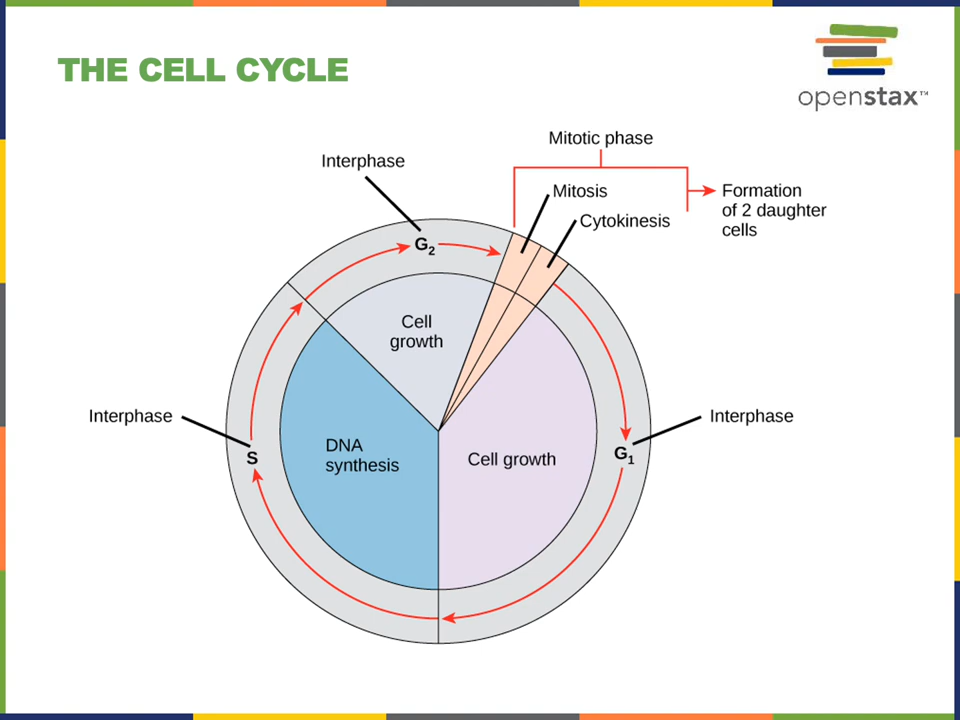 THE CELL CYCLE
openstax™
Mitotic phase
Interphase
Mitosis
Formation
of 2 daughter
cells
Cytokinesis
G₂
Cell
growth
Interphase
Interphase
DNA
synthesis
S
Cell growth
G₁